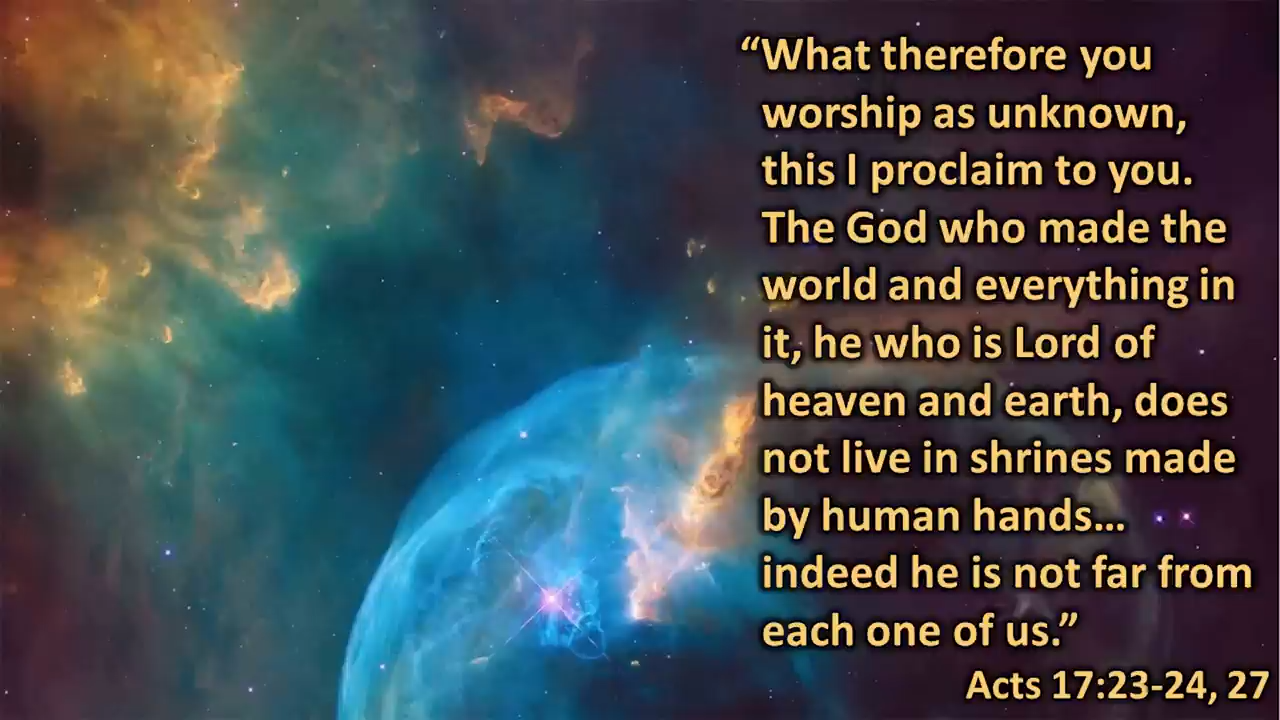 “What therefore you
worship as unknown,
this I proclaim to you.
The God who made the
world and everything in
it, he who is Lord of
heaven and earth, does
not live in shrines made
by human hands…
indeed he is not far from
each one of us.”
Acts 17:23-24, 27